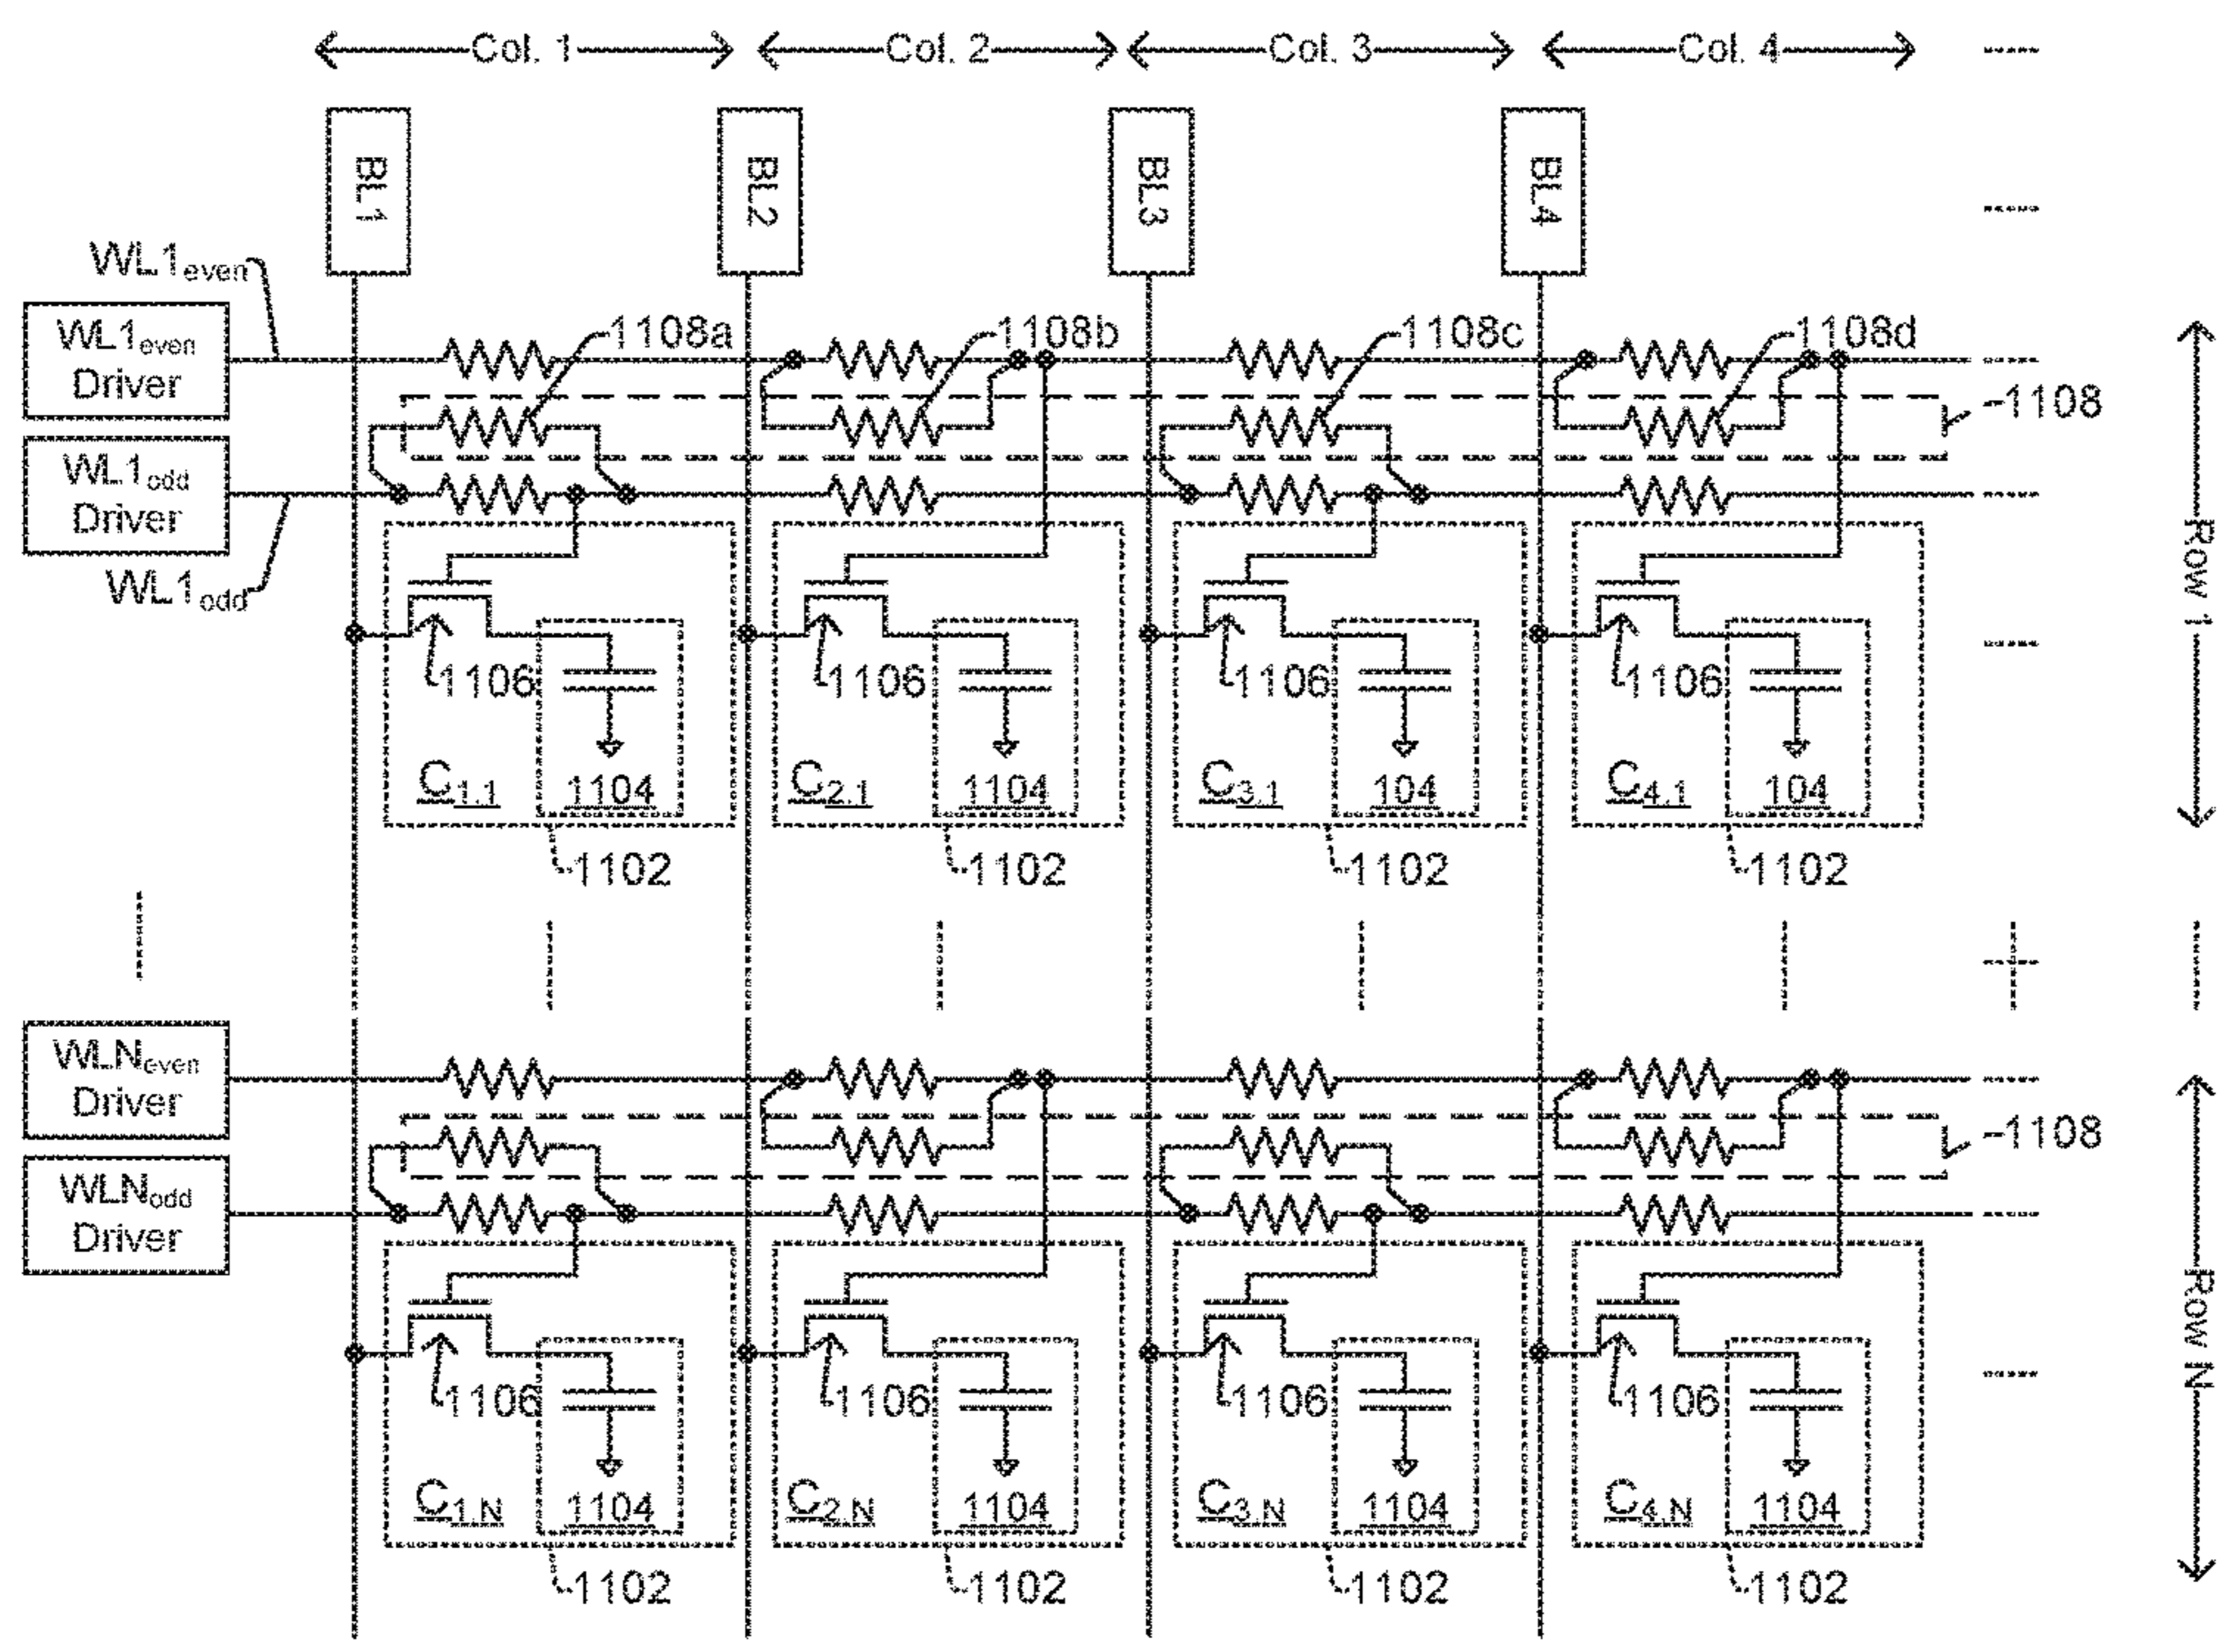 Col. 1 Col. 2 Col. 3 Col. 4
BL1 BL2 BL3 BL4
WL1even
WL1even
Driver
1108a 1108b 1108c 1108d
1108
WL1odd
Driver
WL1odd
Row 1
1106 1106 1106 1106
C1.1 1104 C2.1 1104 C3.1 104 C4.1 104
1102 1102 1102 1102
WLNeven
Driver
1108
WLNodd
Driver
Row N
1106 1106 1106 1106
C1.N 1104 C2.N 1104 C3.N 1104 C4.N 1104
1102 1102 1102 1102